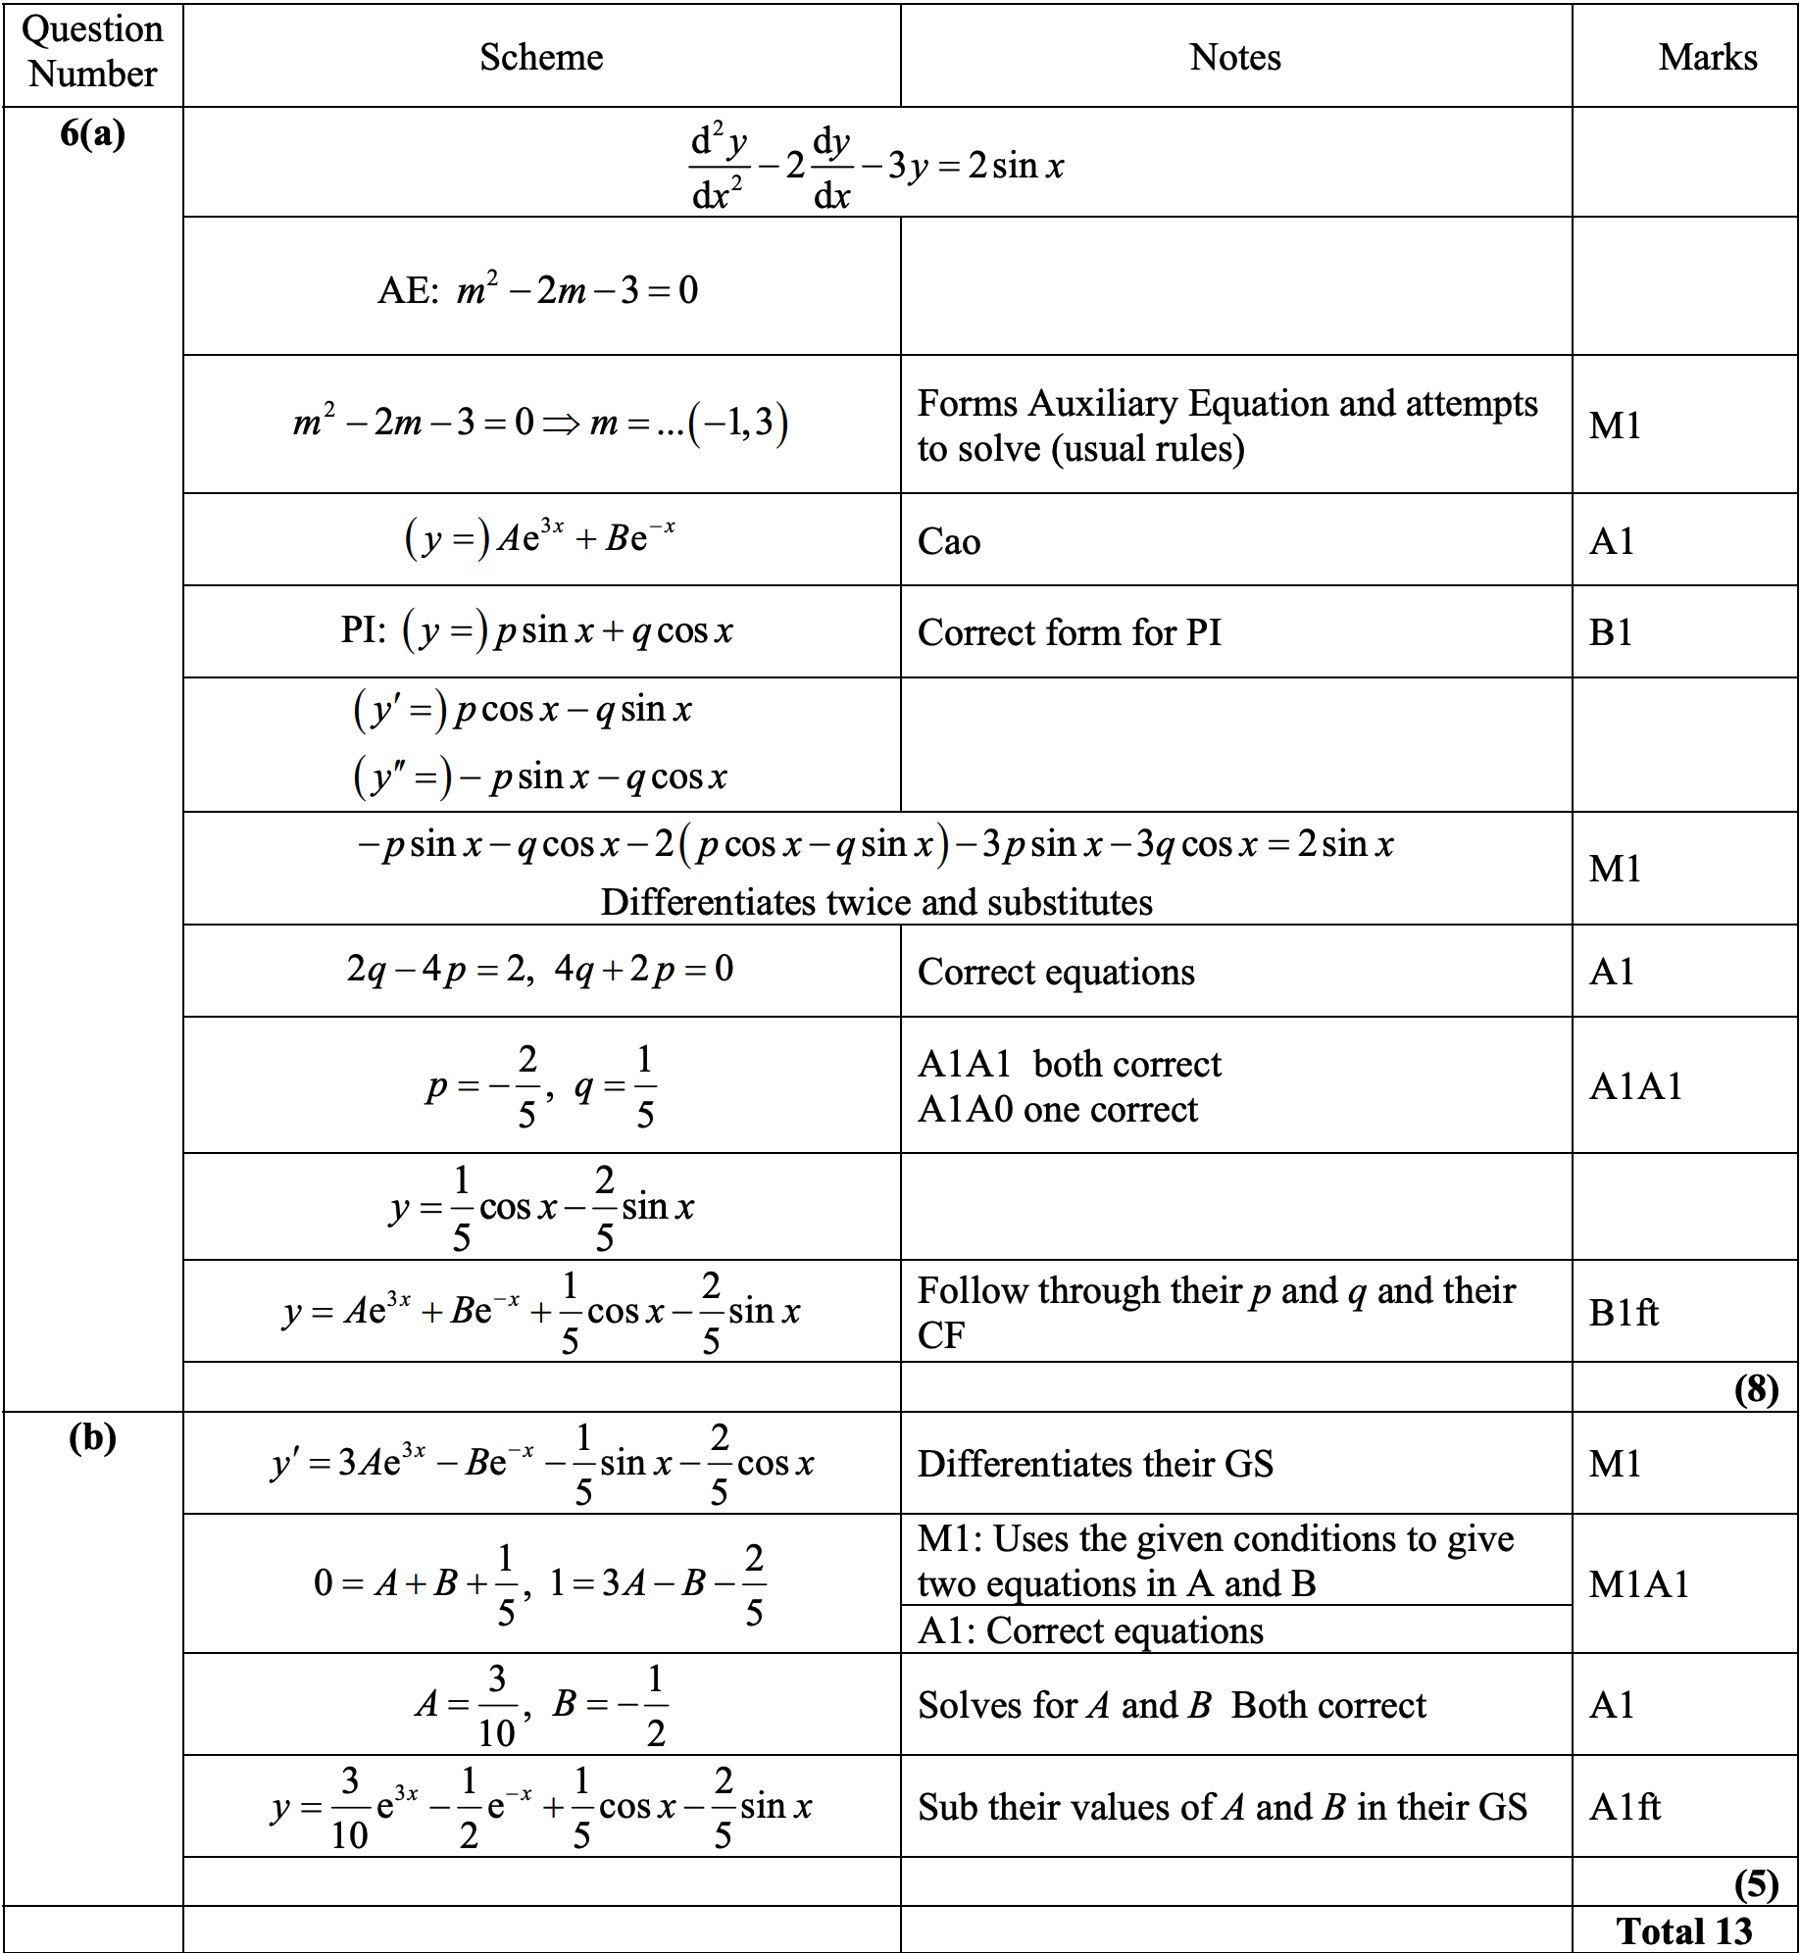 Question Number Scheme Notes Marks
6(a)
d²y/dx² − 2 dy/dx − 3y = 2 sin x
AE: m² − 2m − 3 = 0
m² − 2m − 3 = 0 ⇒ m = ...(−1, 3) Forms Auxiliary Equation and attempts to solve (usual rules) M1
(y =) Ae³ˣ + Be⁻ˣ Cao A1
PI: (y =) p sin x + q cos x Correct form for PI B1
(y′ =) p cos x − q sin x
(y″ =) − p sin x − q cos x
−p sin x − q cos x − 2(p cos x − q sin x) − 3p sin x − 3q cos x = 2 sin x
Differentiates twice and substitutes M1
2q − 4p = 2, 4q + 2p = 0 Correct equations A1
p = −2/5, q = 1/5 A1A1 both correct
A1A0 one correct A1A1
y = 1/5 cos x − 2/5 sin x
y = Ae³ˣ + Be⁻ˣ + 1/5 cos x − 2/5 sin x Follow through their p and q and their CF B1ft
(8)
(b) y′ = 3Ae³ˣ − Be⁻ˣ − 1/5 sin x − 2/5 cos x Differentiates their GS M1
0 = A + B + 1/5, 1 = 3A − B − 2/5 M1: Uses the given conditions to give two equations in A and B
A1: Correct equations M1A1
A = 3/10, B = −1/2 Solves for A and B Both correct A1
y = 3/10 e³ˣ − 1/2 e⁻ˣ + 1/5 cos x − 2/5 sin x Sub their values of A and B in their GS A1ft
(5)
Total 13